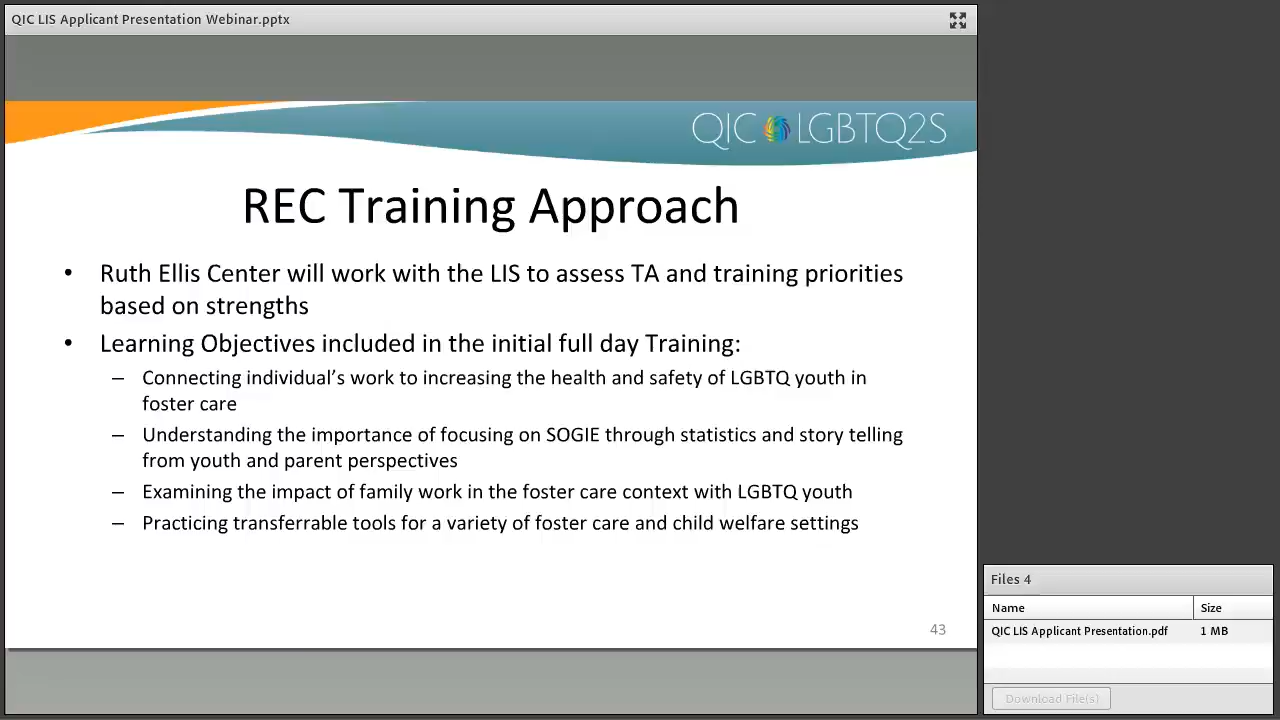 QIC LIS Applicant Presentation Webinar.pptx
QIC LGBTQ2S
REC Training Approach
• Ruth Ellis Center will work with the LIS to assess TA and training priorities
based on strengths
• Learning Objectives included in the initial full day Training:
– Connecting individual's work to increasing the health and safety of LGBTQ youth in
foster care
– Understanding the importance of focusing on SOGIE through statistics and story telling
from youth and parent perspectives
– Examining the impact of family work in the foster care context with LGBTQ youth
– Practicing transferrable tools for a variety of foster care and child welfare settings
43
Files 4
Name Size
QIC LIS Applicant Presentation.pdf 1 MB
Download File(s)